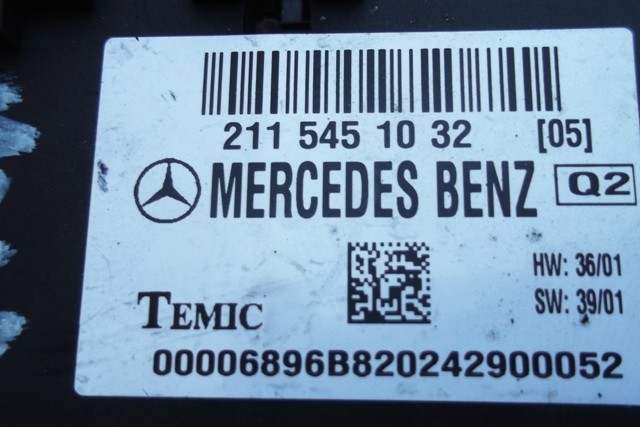 211 545 10 32 [05]
MERCEDES BENZ Q2
HW: 36/01
TEMIC
SW: 39/01
00006896B820242900052